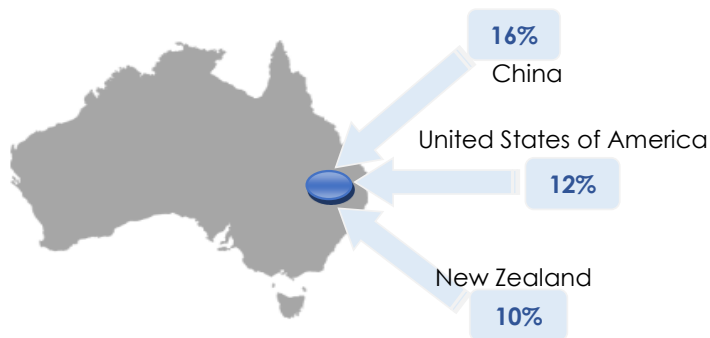 16%
China
United States of America
12%
New Zealand
10%